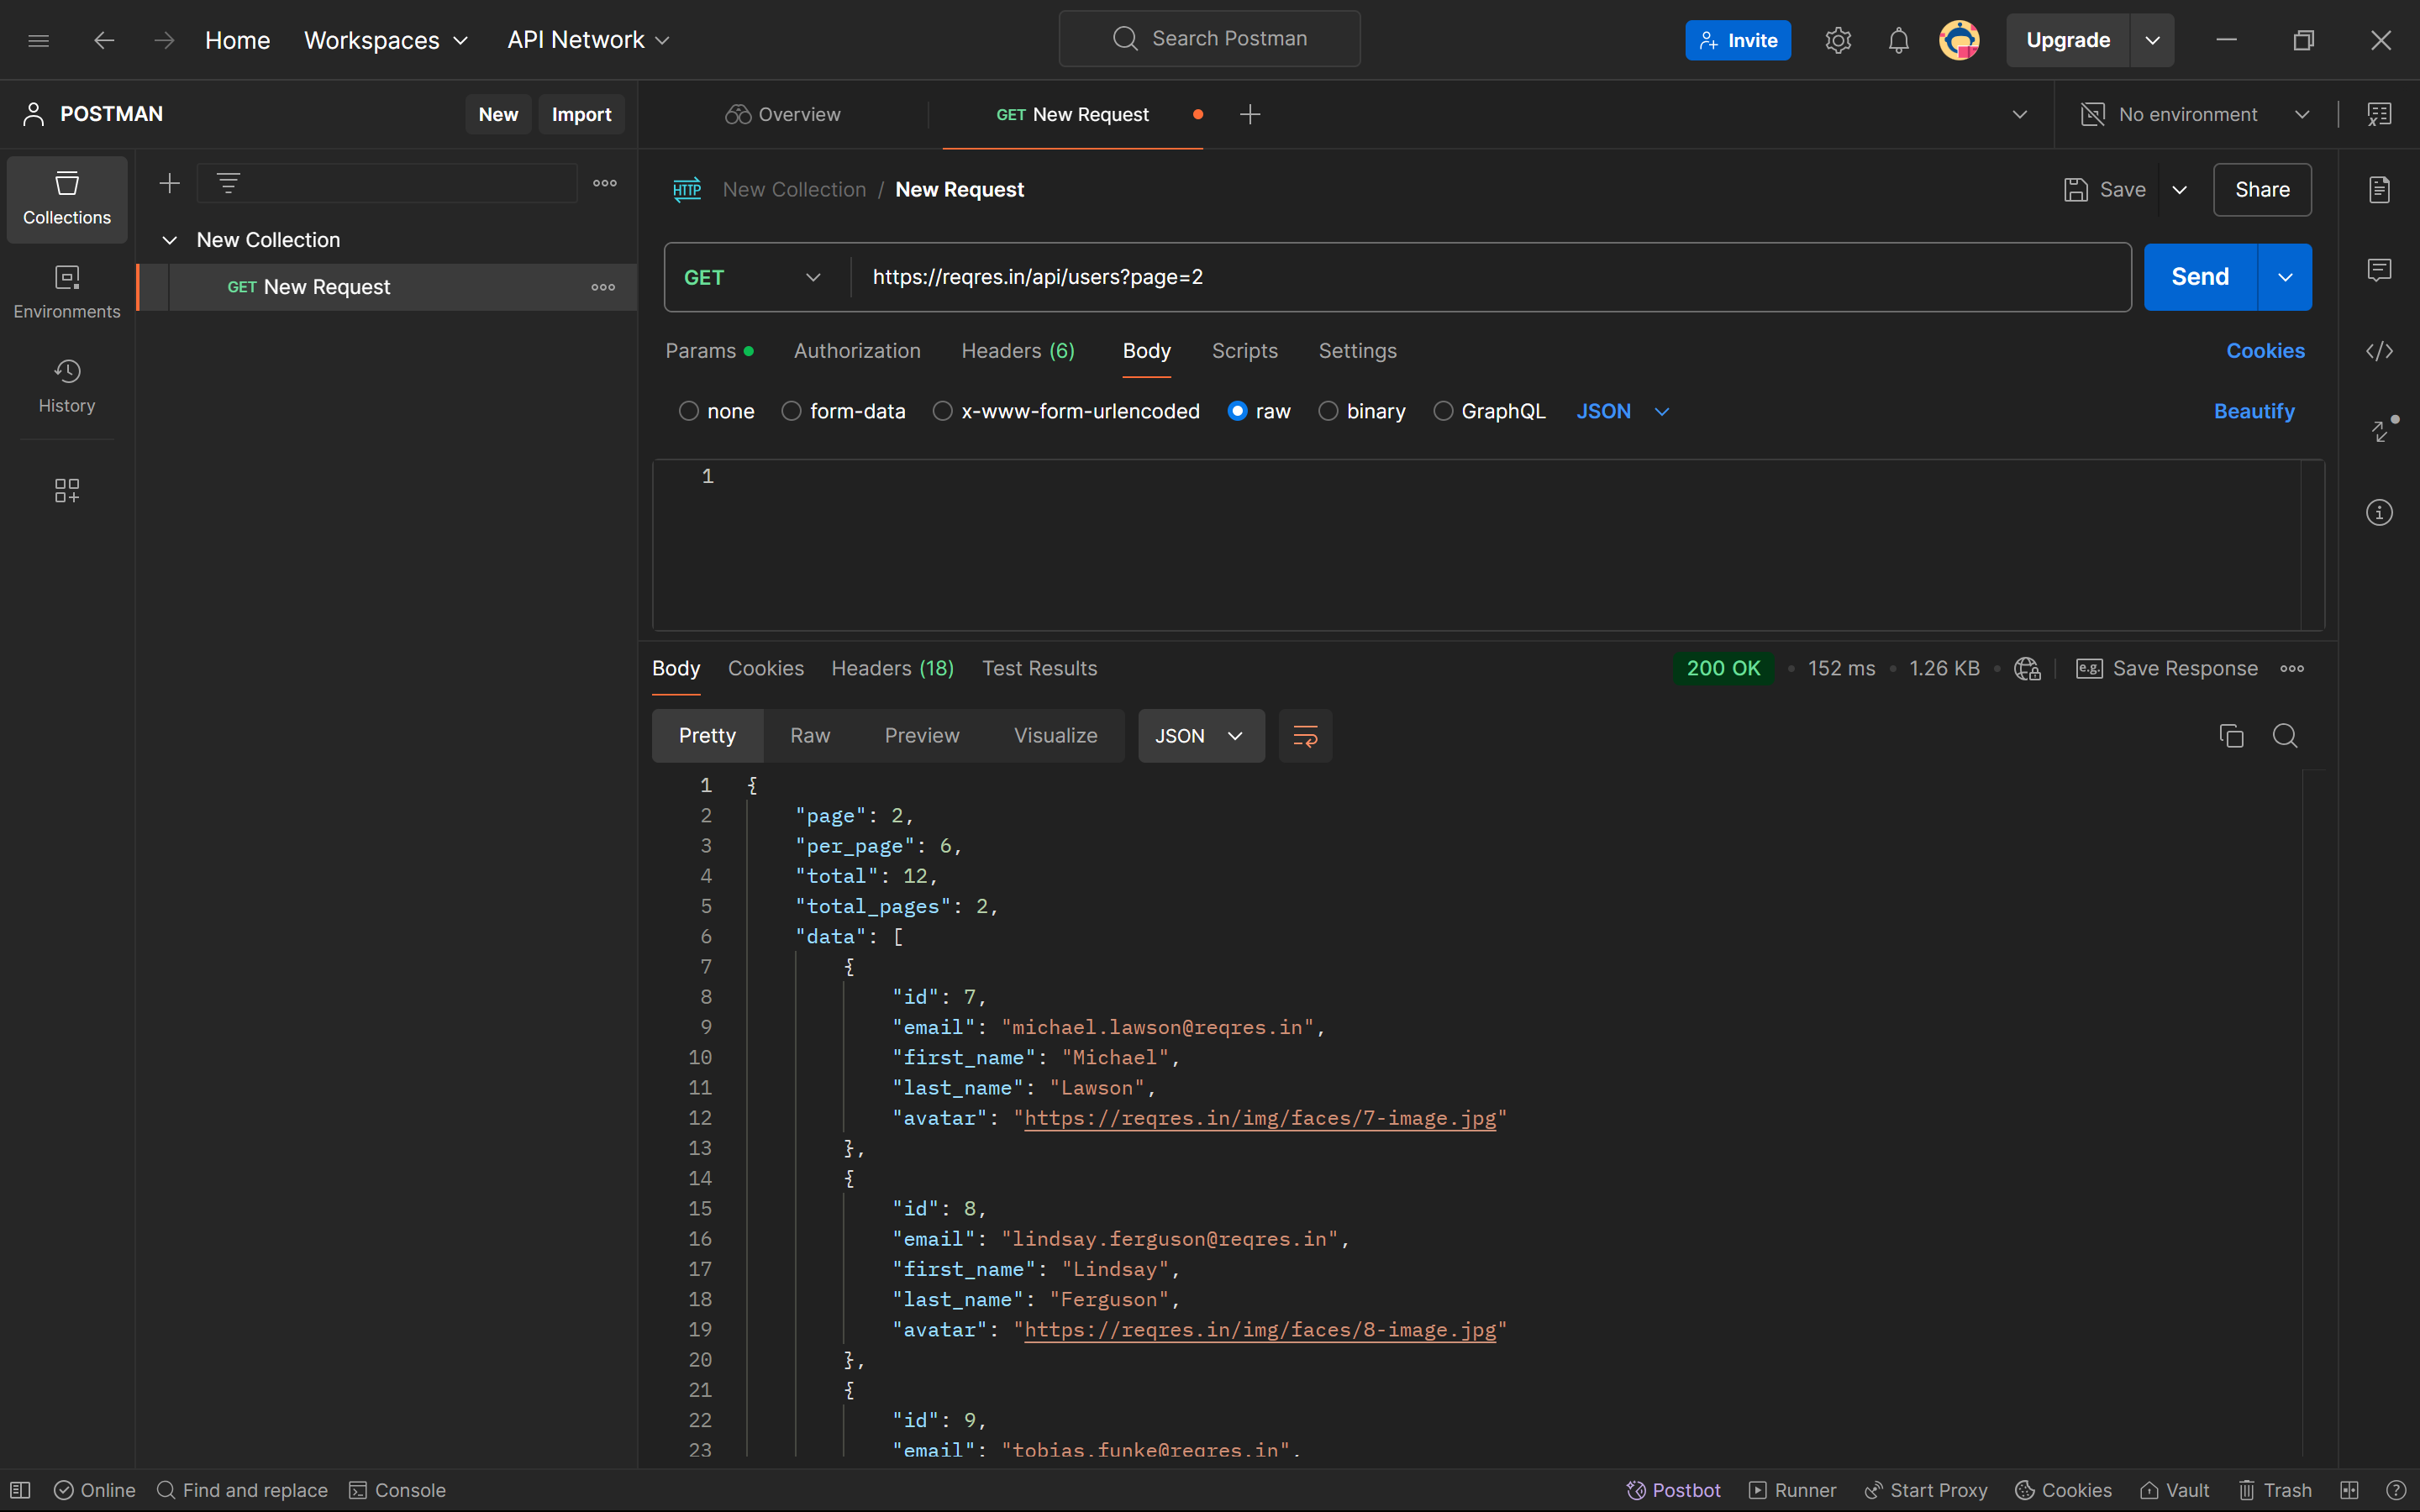 Home Workspaces API Network Search Postman Invite Upgrade
POSTMAN New Import Overview GET New Request No environment
Collections
Environments
History
New Collection
GET New Request
HTTP New Collection / New Request Save Share
GET https://reqres.in/api/users?page=2 Send
Params Authorization Headers (6) Body Scripts Settings Cookies
none form-data x-www-form-urlencoded raw binary GraphQL JSON Beautify
1
Body Cookies Headers (18) Test Results 200 OK • 152 ms • 1.26 KB • e.g. Save Response
Pretty Raw Preview Visualize JSON
1 {
2 "page": 2,
3 "per_page": 6,
4 "total": 12,
5 "total_pages": 2,
6 "data": [
7 {
8 "id": 7,
9 "email": "michael.lawson@reqres.in",
10 "first_name": "Michael",
11 "last_name": "Lawson",
12 "avatar": "https://reqres.in/img/faces/7-image.jpg"
13 },
14 {
15 "id": 8,
16 "email": "lindsay.ferguson@reqres.in",
17 "first_name": "Lindsay",
18 "last_name": "Ferguson",
19 "avatar": "https://reqres.in/img/faces/8-image.jpg"
20 },
21 {
22 "id": 9,
23 "email": "tobias.funke@reqres.in",
Online Find and replace Console Postbot Runner Start Proxy Cookies Vault Trash